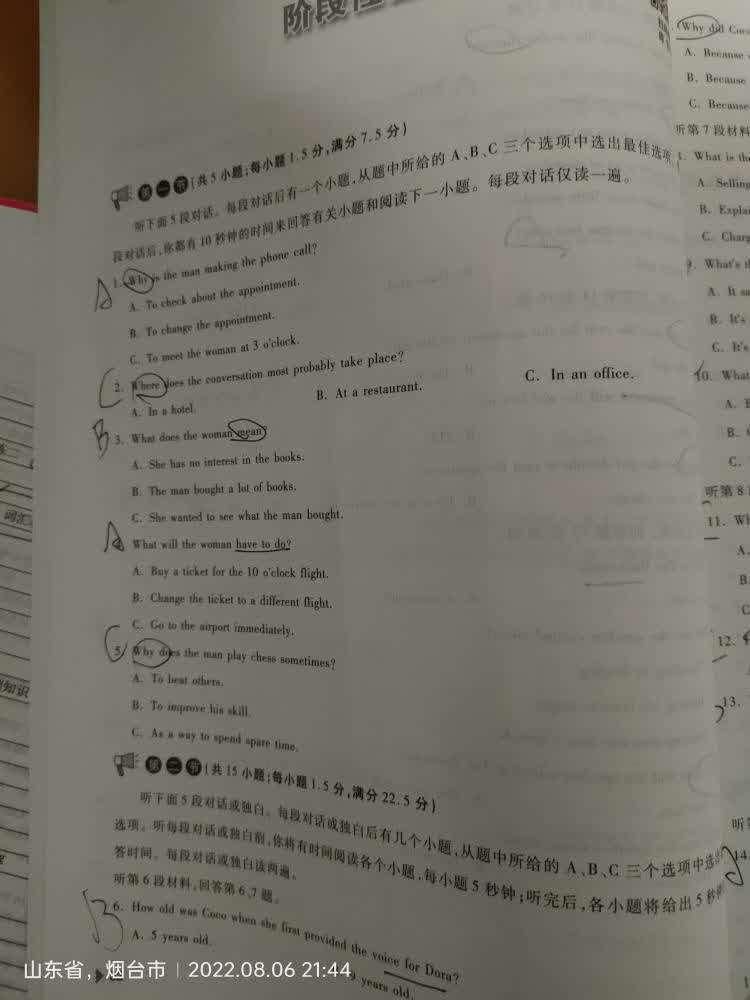 阶段
第一节(共5小题;每小题1.5分,满分7.5分)
听下面5段对话。每段对话后有一个小题,从题中所给的A、B、C三个选项中选出最佳选项
段对话后,你都有10秒钟的时间来回答有关小题和阅读下一小题。每段对话仅读一遍。
A 1. Why is the man making the phone call?
A. To check about the appointment.
B. To change the appointment.
C. To meet the woman at 3 o'clock.
C 2. Where does the conversation most probably take place?
A. In a hotel. B. At a restaurant. C. In an office.
B 3. What does the woman mean?
A. She has no interest in the books.
B. The man bought a lot of books.
C. She wanted to see what the man bought.
A What will the woman have to do?
A. Buy a ticket for the 10 o'clock flight.
B. Change the ticket to a different flight.
C. Go to the airport immediately.
C 5. Why does the man play chess sometimes?
A. To beat others.
B. To improve his skill.
C. As a way to spend spare time.
第二节(共15小题;每小题1.5分,满分22.5分)
听下面5段对话或独白。每段对话或独白后有几个小题,从题中所给的A、B、C三个选项中选
选项。听每段对话或独白前,你将有时间阅读各个小题,每小题5秒钟;听完后,各小题将给出5秒钟
答时间。每段对话或独白读两遍。
听第6段材料,回答第6、7题。
B 6. How old was Coco when she first provided the voice for Dora?
A. 5 years old. 9 years old.
Why did Coco
A. Because
B. Because
C. Because
听第7段材料
What is the
A. Selling
B. Explai
C. Charg
9. What's th
A. It sa
B. It's
C. It's
10. What
A.
B.
C.
听第8
11. Wh
A.
B.
C
12.
13.
听
14.
词汇
知识
山东省,烟台市 | 2022.08.06 21:44